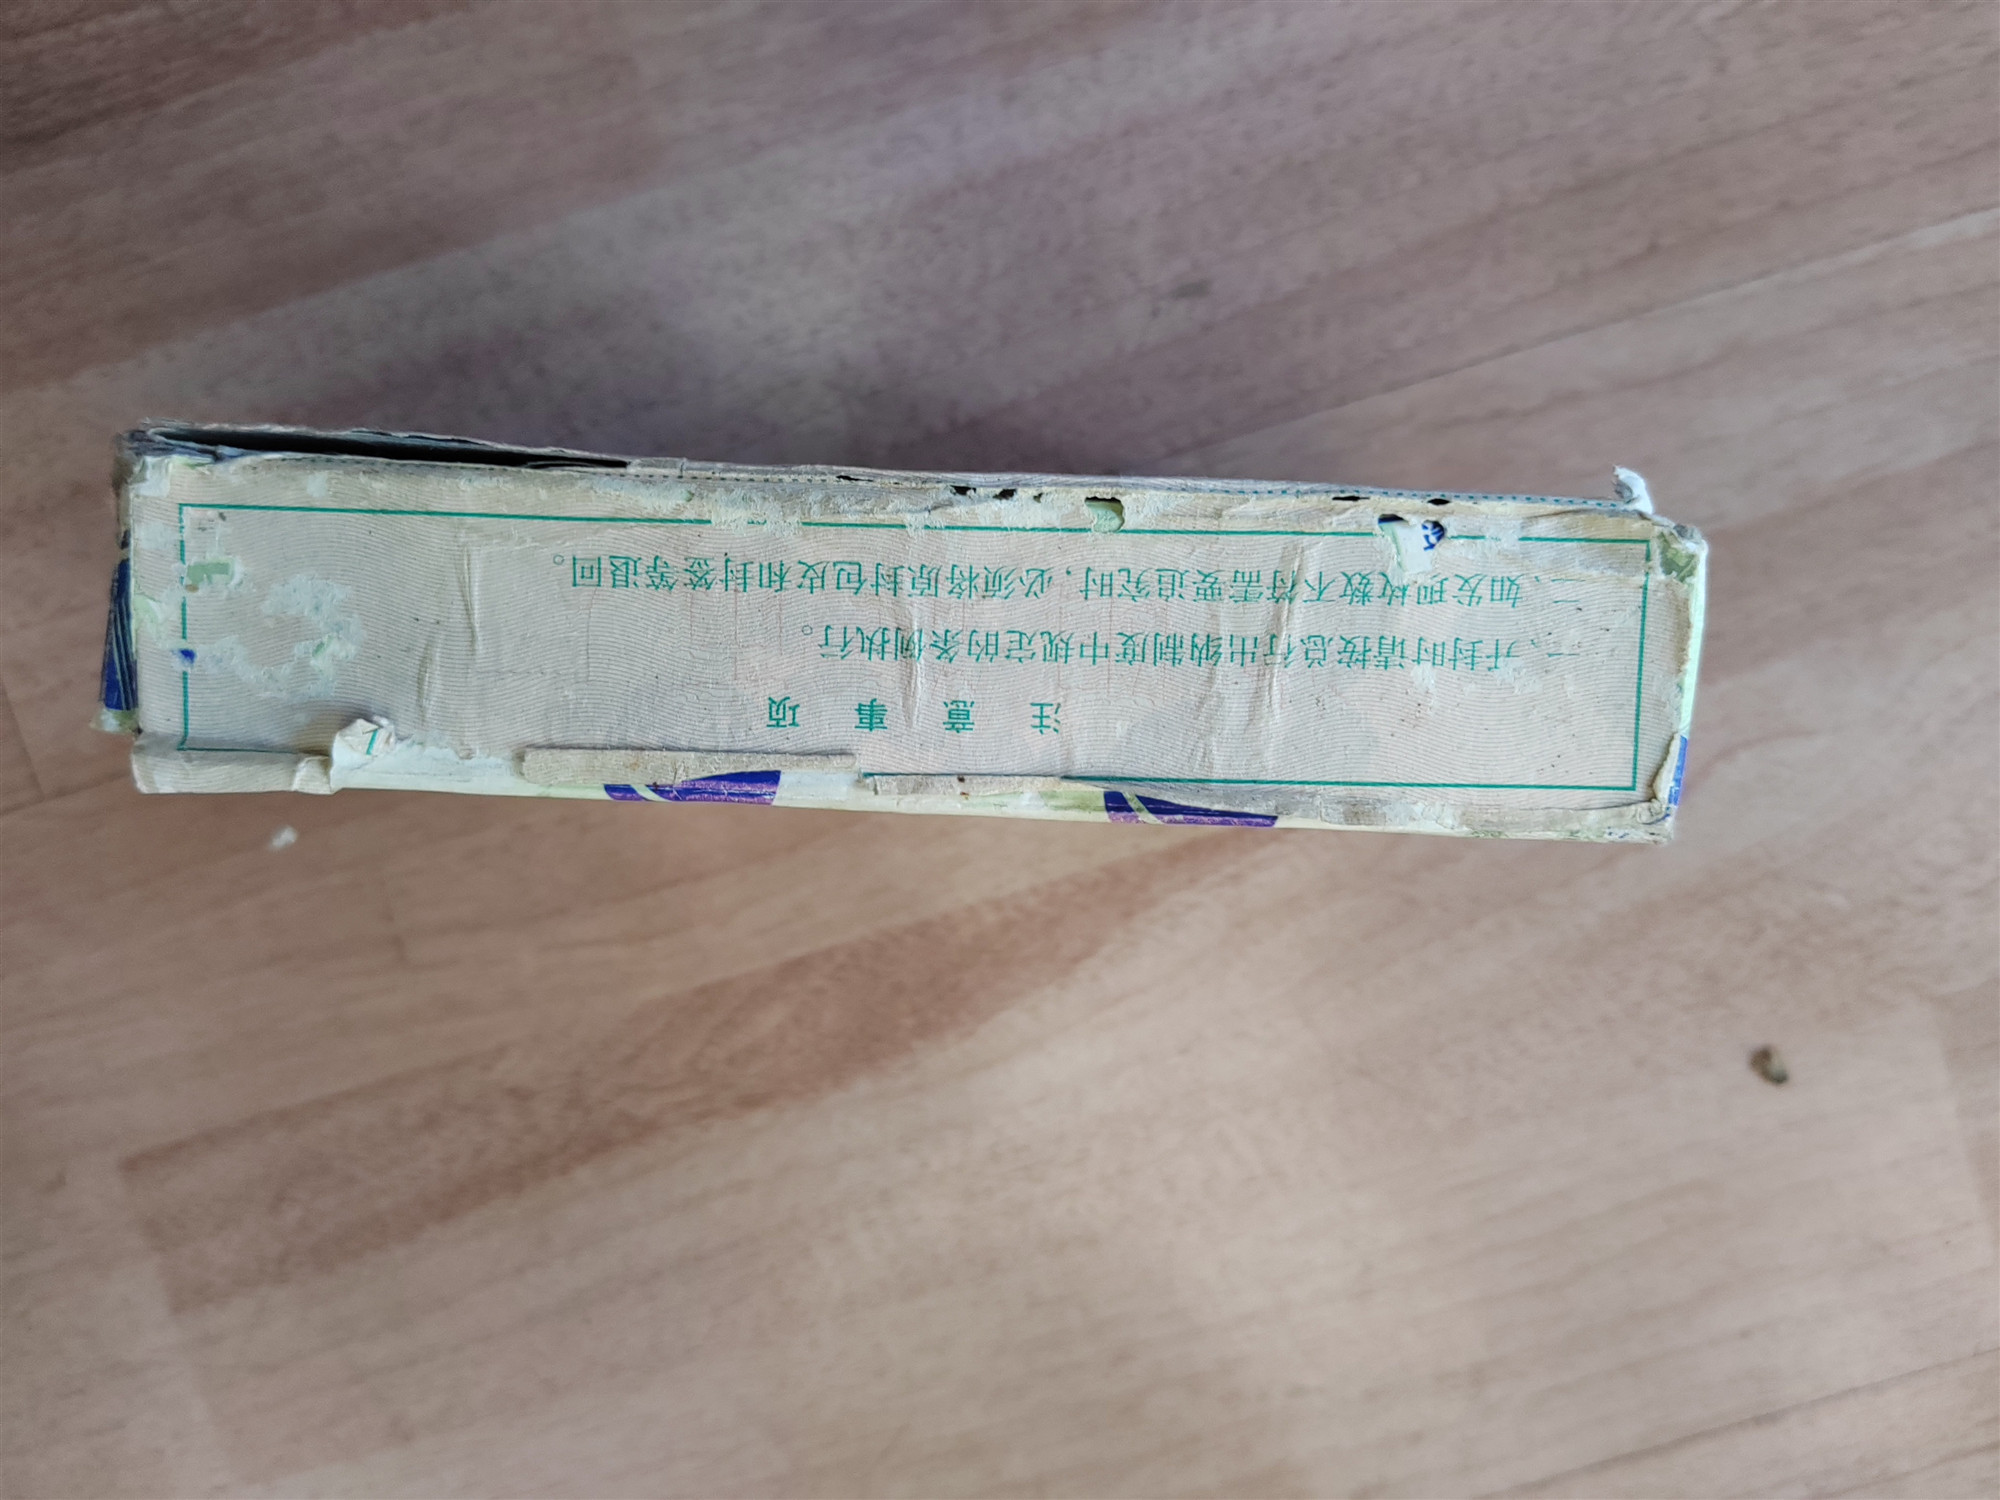 注意事项
一、开封时请按总行出纳制度中规定的条例执行。
二、如发现枚数不符需要追究时，必须将原封包皮和封签等退回。